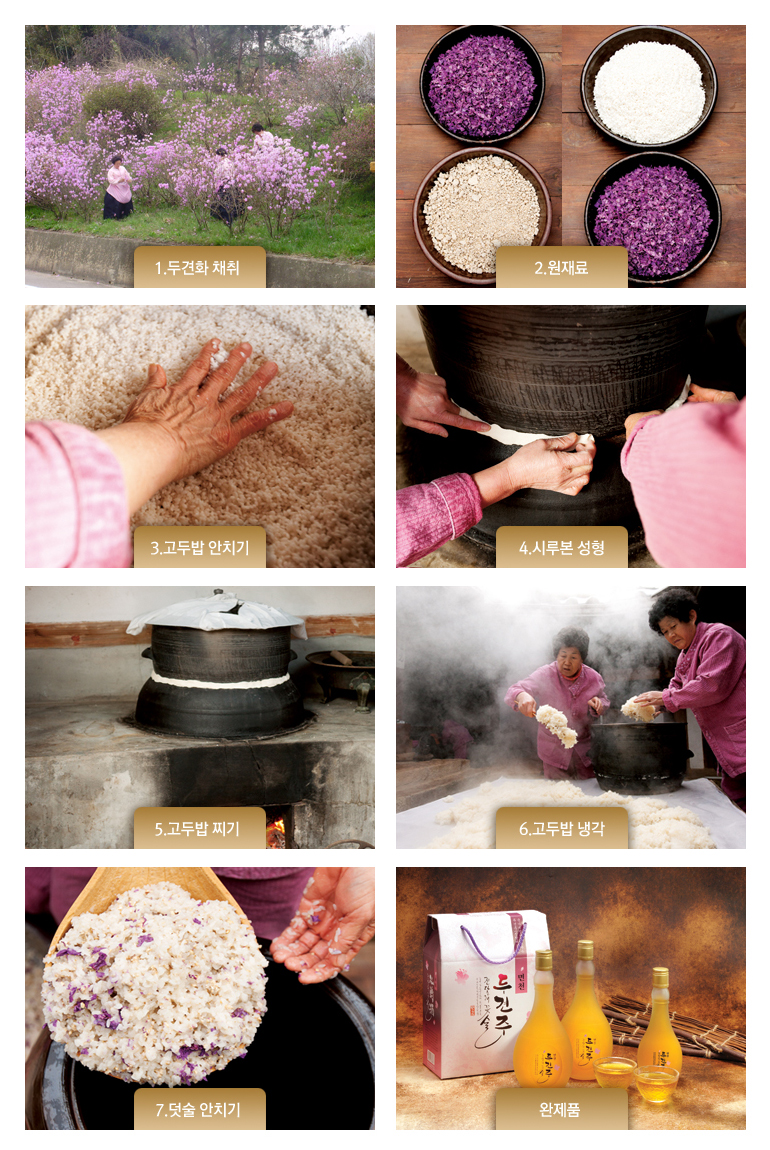 1.두견화 채취
2.원재료
3.고두밥 안치기
4.시루본 성형
5.고두밥 찌기
6.고두밥 냉각
7.덧술 안치기
면천
두견주
두견주
두견주
두견주
완제품